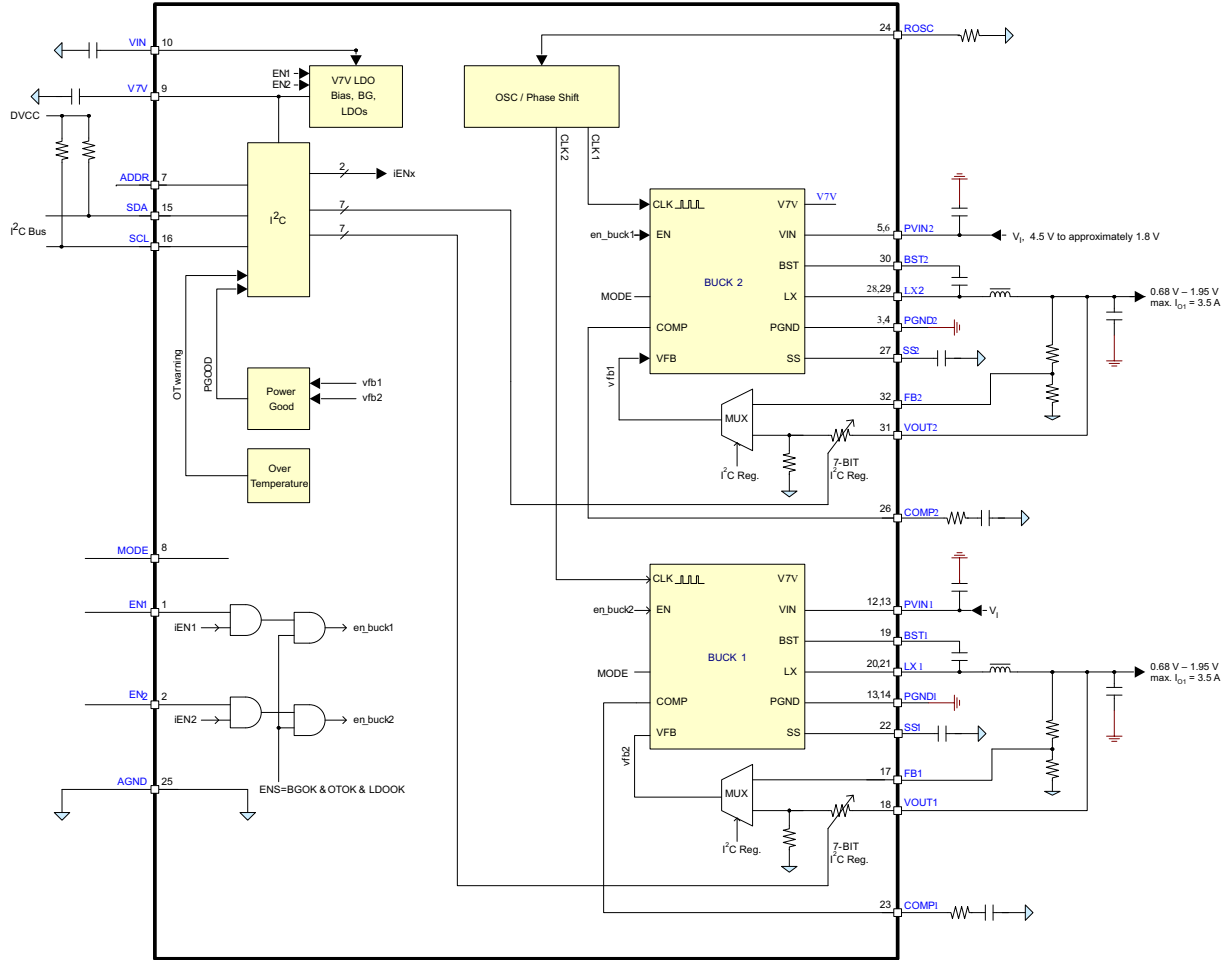 VIN
10
V7V
9
DVCC
ADDR
7
SDA
15
I2C Bus
SCL
16
EN1
EN2
V7V LDO
Bias, BG,
LDOs
I2C
2
iENx
7
7
OTwarning
PGOOD
Power
Good
vfb1
vfb2
Over
Temperature
MODE
8
EN1
1
iEN1
en_buck1
EN2
2
iEN2
en_buck2
AGND
25
ENS=BGOK & OTOK & LDOOK
24
ROSC
OSC / Phase Shift
CLK2
CLK1
CLK
V7V
V7V
en_buck1
EN
VIN
5,6
PVIN2
VI, 4.5 V to approximately 1.8 V
BST
30
BST2
BUCK 2
MODE
LX
28,29
LX2
0.68 V – 1.95 V
max. IO1 = 3.5 A
COMP
PGND
3,4
PGND2
VFB
SS
27
SS2
vfb1
MUX
32
FB2
31
VOUT2
I2C Reg.
7-BIT
I2C Reg.
26
COMP2
CLK
V7V
en_buck2
EN
VIN
12,13
PVIN1
VI
BST
19
BST1
BUCK 1
MODE
LX
20,21
LX1
0.68 V – 1.95 V
max. IO1 = 3.5 A
COMP
PGND
13,14
PGND1
VFB
SS
22
SS1
vfb2
MUX
17
FB1
18
VOUT1
I2C Reg.
7-BIT
I2C Reg.
23
COMP1